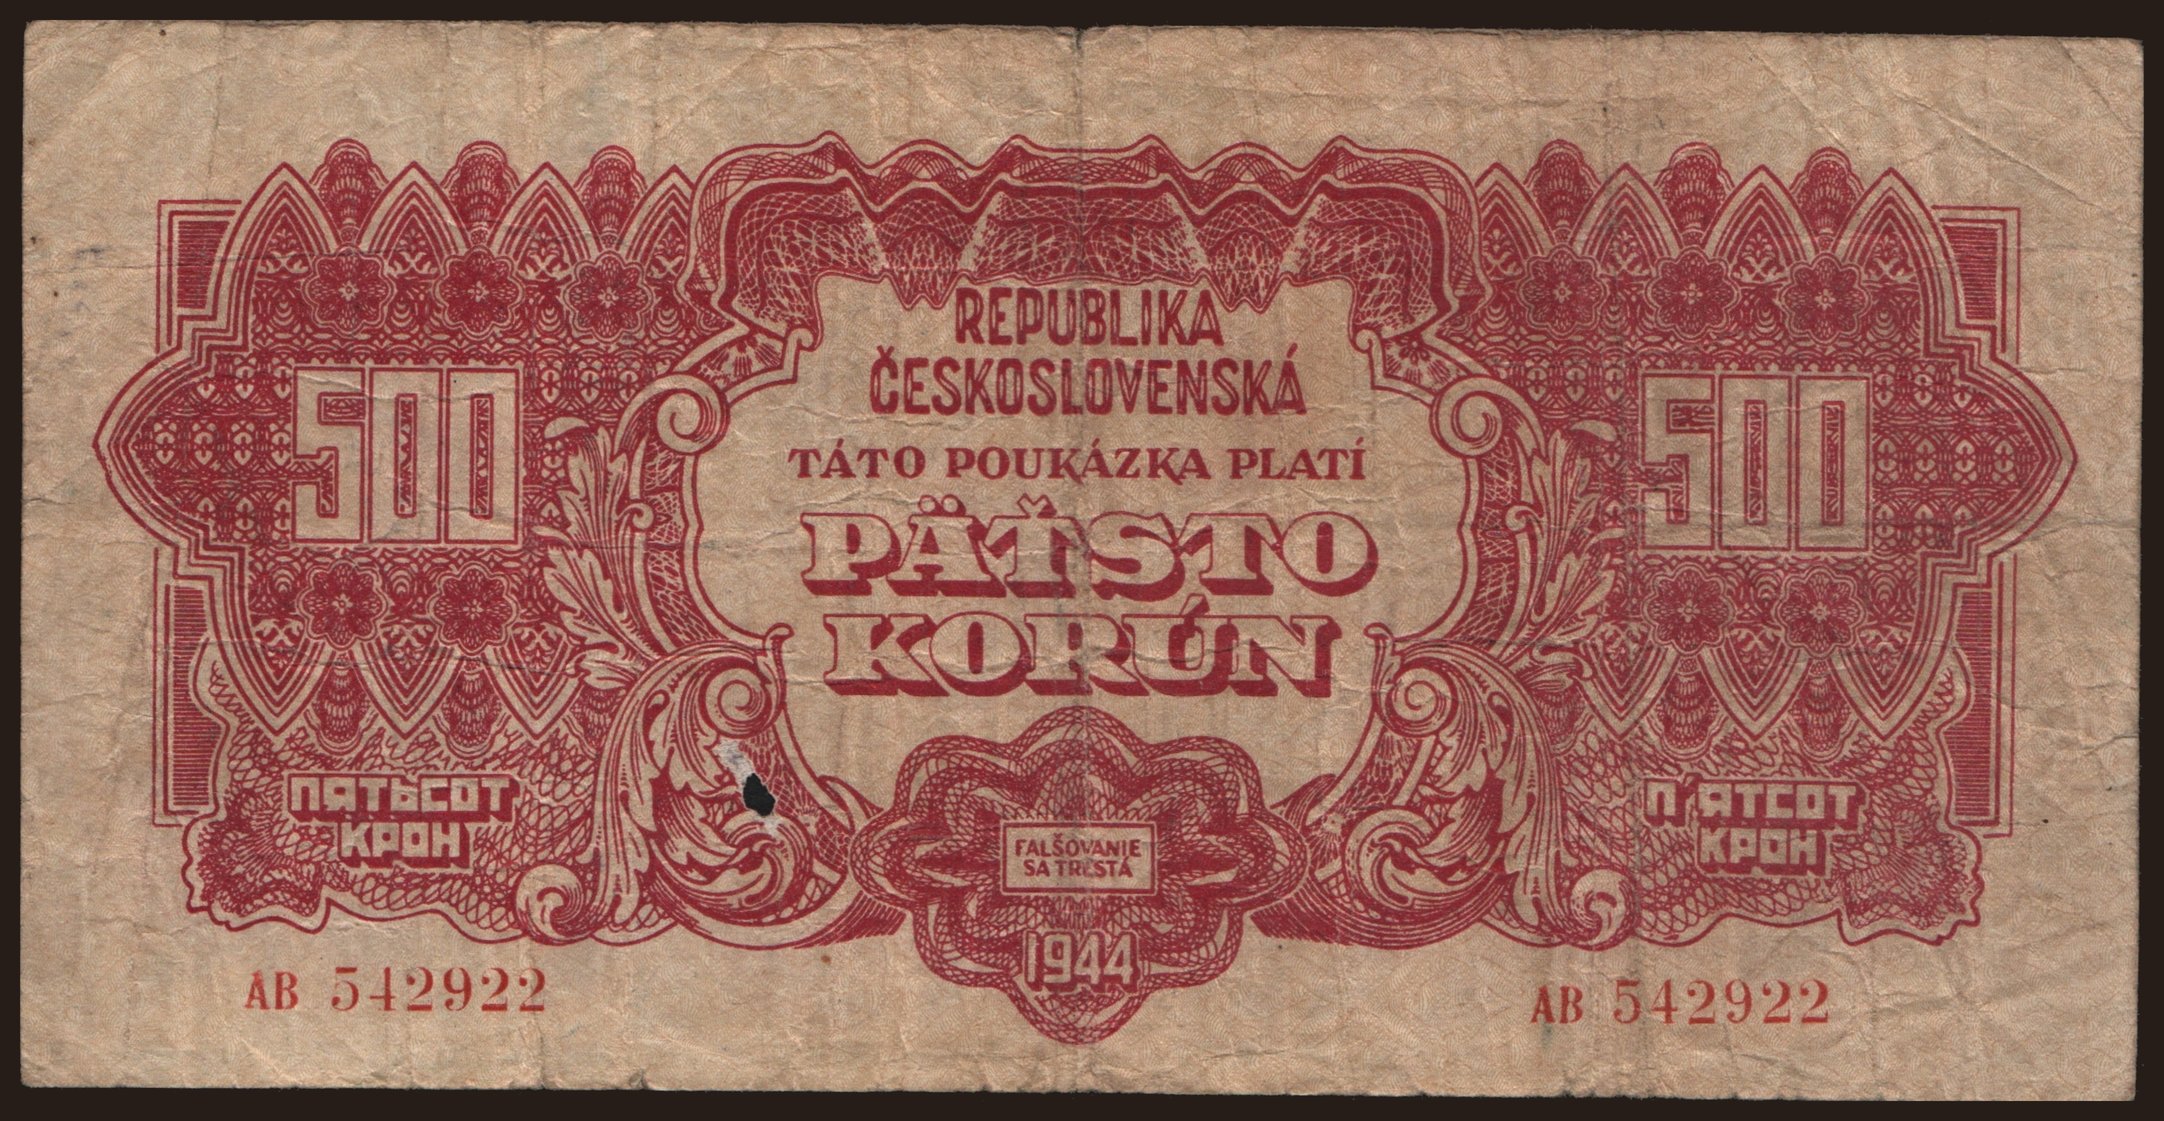 REPUBLIKA
ČESKOSLOVENSKÁ
TÁTO POUKÁZKA PLATÍ
500
500
PÄŤSTO
KORÚN
ПЯТЬСОТ
КРОН
П'ЯТСОТ
КРОН
FALŠOVANIE
SA TRESTÁ
1944
AB 542922
AB 542922